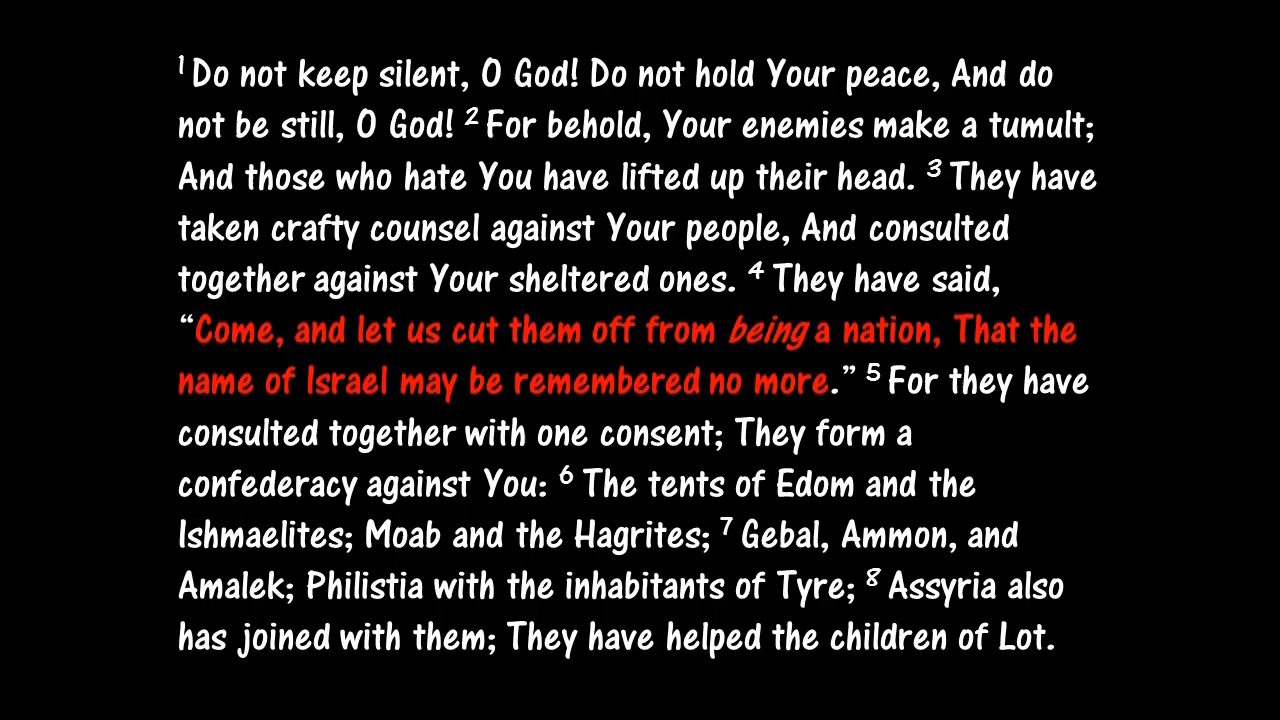 1 Do not keep silent, O God! Do not hold Your peace, And do
not be still, O God! 2 For behold, Your enemies make a tumult;
And those who hate You have lifted up their head. 3 They have
taken crafty counsel against Your people, And consulted
together against Your sheltered ones. 4 They have said,
“Come, and let us cut them off from being a nation, That the
name of Israel may be remembered no more.” 5 For they have
consulted together with one consent; They form a
confederacy against You: 6 The tents of Edom and the
Ishmaelites; Moab and the Hagrites; 7 Gebal, Ammon, and
Amalek; Philistia with the inhabitants of Tyre; 8 Assyria also
has joined with them; They have helped the children of Lot.